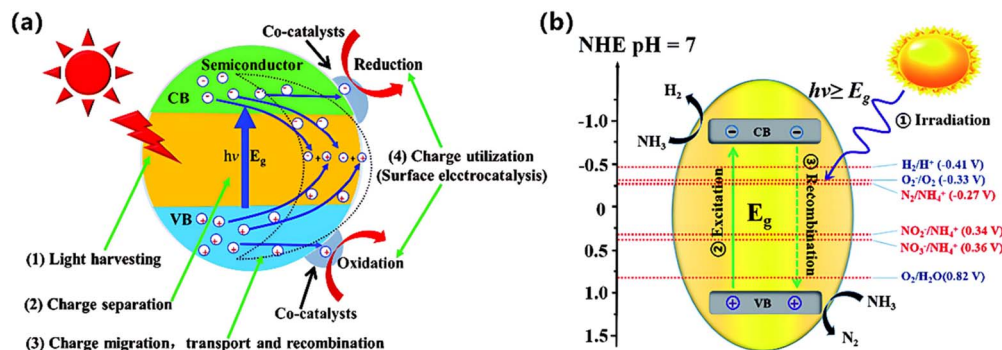 (a)
Co-catalysts
Reduction
Semiconductor
CB
hν E_g
(4) Charge utilization
(Surface elcctrocatalysis)
VB
(1) Light harvesting
Oxidation
(2) Charge separation
Co-catalysts
(3) Charge migration, transport and recombination
(b)
NHE pH = 7
hν ≥ E_g
① Irradiation
H₂
NH₃
CB
-1.0
-0.5
0
0.5
1.0
1.5
H₂/H⁺ (-0.41 V)
O₂⁻/O₂ (-0.33 V)
N₂/NH₄⁺ (-0.27 V)
② Excitation
E_g
③ Recombination
NO₂⁻/NH₄⁺ (0.34 V)
NO₃⁻/NH₄⁺ (0.36 V)
O₂/H₂O(0.82 V)
VB
NH₃
N₂